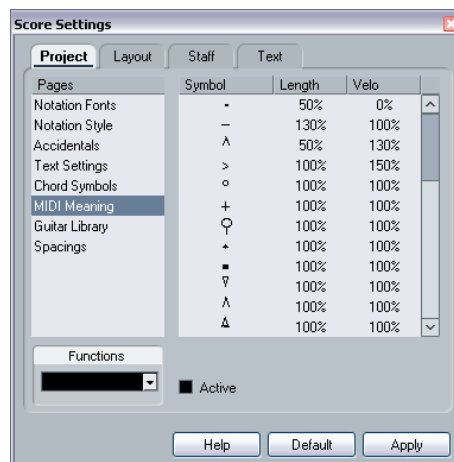 Score Settings
Project Layout Staff Text
Pages Symbol Length Velo
Notation Fonts 50% 0%
Notation Style – 130% 100%
Accidentals ^ 50% 130%
Text Settings > 100% 150%
Chord Symbols o 100% 100%
MIDI Meaning + 100% 100%
Guitar Library 100% 100%
Spacings 100% 100%
100% 100%
100% 100%
100% 100%
100% 100%
Functions
Active
Help Default Apply